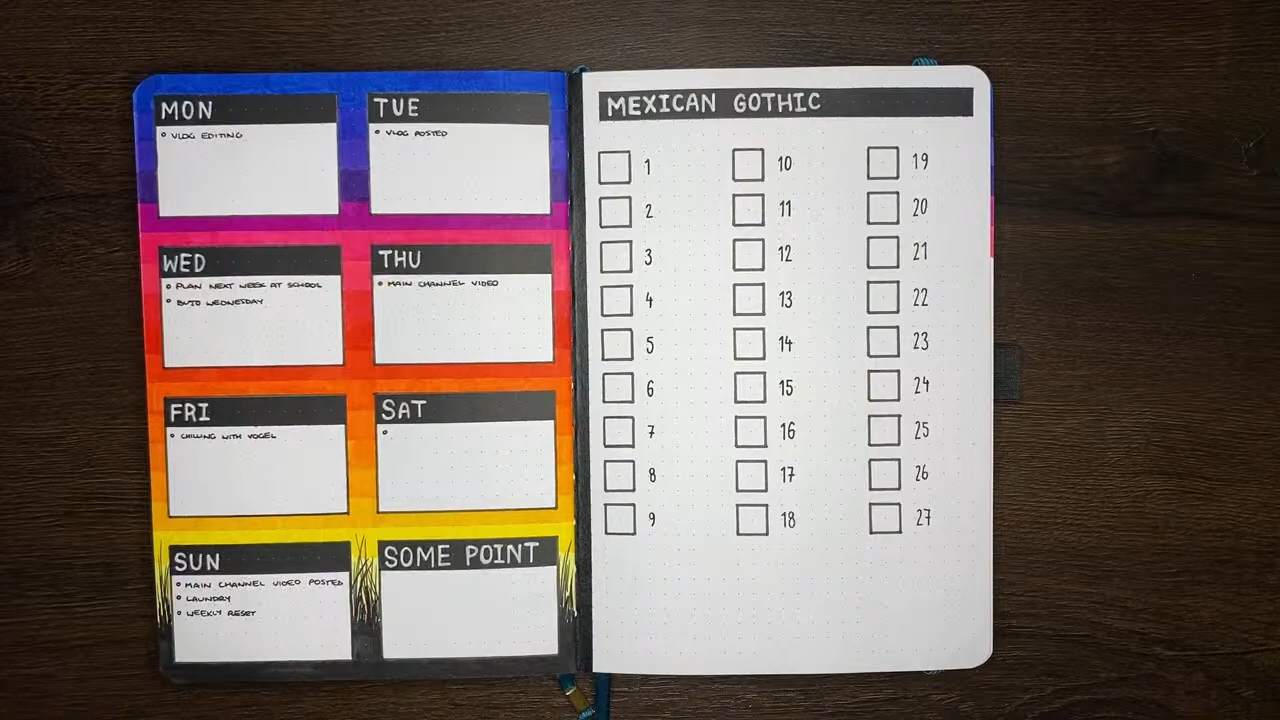 MON
VLOG EDITING
TUE
VLOG POSTED
WED
PLAN NEXT WEEK AT SCHOOL
BUJO WEDNESDAY
THU
MAIN CHANNEL VIDEO
FRI
CHILLING WITH VOGEL
SAT
SUN
MAIN CHANNEL VIDEO POSTED
LAUNDRY
WEEKLY RESET
SOME POINT
MEXICAN GOTHIC
1
2
3
4
5
6
7
8
9
10
11
12
13
14
15
16
17
18
19
20
21
22
23
24
25
26
27